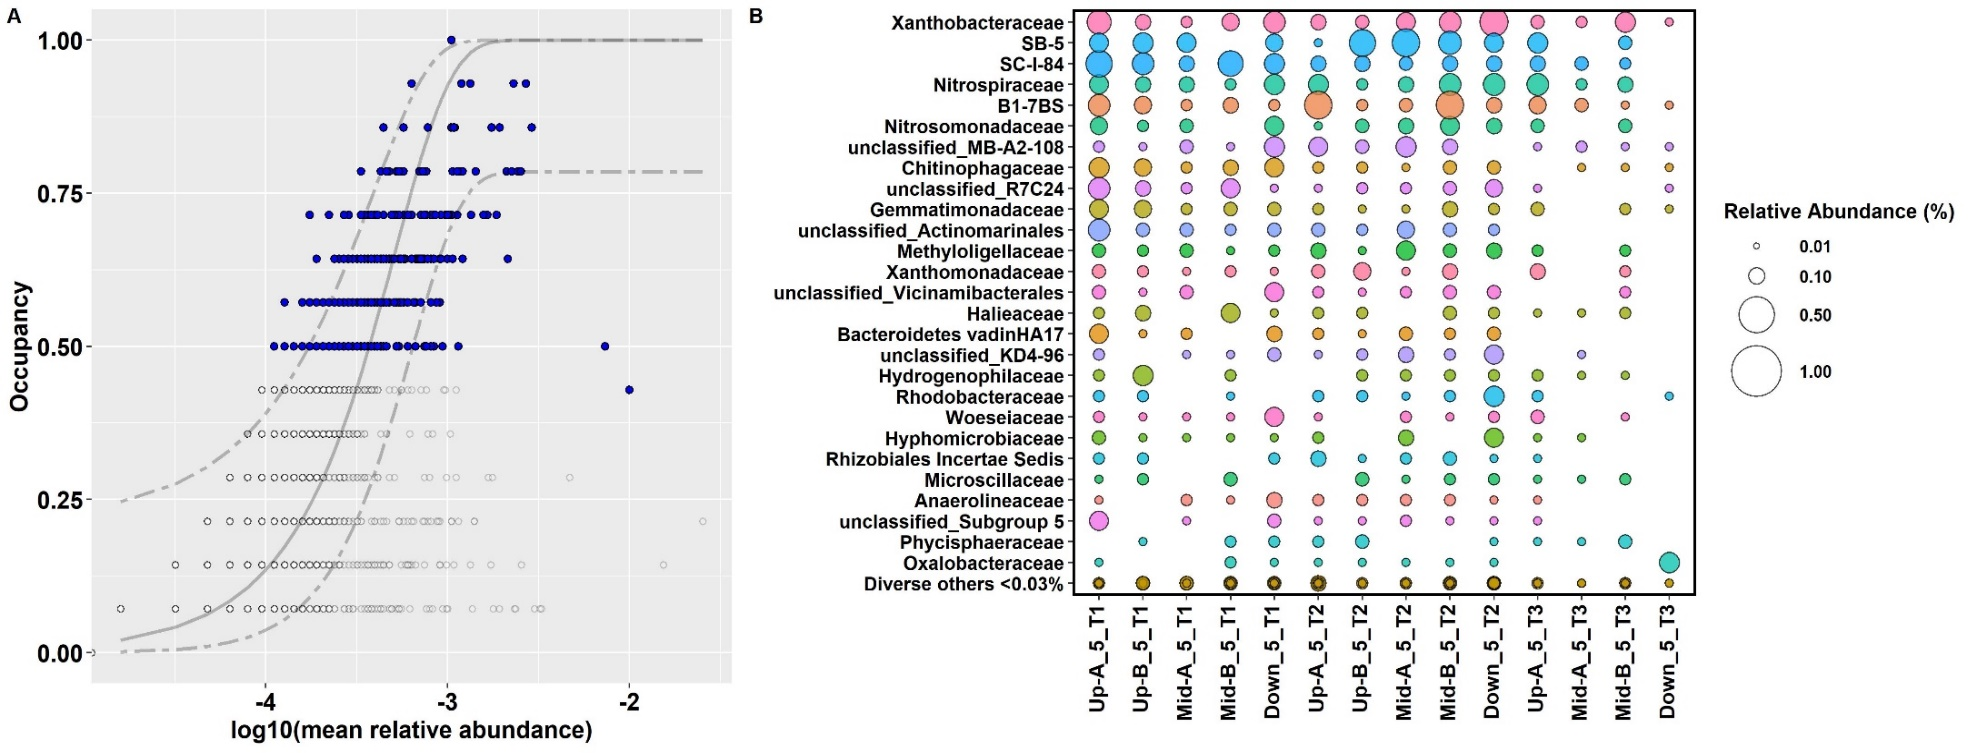 A
1.00
0.75
0.50
0.25
0.00
Occupancy
-4
-3
-2
log10(mean relative abundance)
B
Xanthobacteraceae
SB-5
SC-I-84
Nitrospiraceae
B1-7BS
Nitrosomonadaceae
unclassified_MB-A2-108
Chitinophagaceae
unclassified_R7C24
Gemmatimonadaceae
unclassified_Actinomarinales
Methyloligellaceae
Xanthomonadaceae
unclassified_Vicinamibacterales
Halieaceae
Bacteroidetes vadinHA17
unclassified_KD4-96
Hydrogenophilaceae
Rhodobacteraceae
Woeseiaceae
Hyphomicrobiaceae
Rhizobiales Incertae Sedis
Microscillaceae
Anaerolineaceae
unclassified_Subgroup 5
Phycisphaeraceae
Oxalobacteraceae
Diverse others <0.03%
Up-A_5_T1
Up-B_5_T1
Mid-A_5_T1
Mid-B_5_T1
Down_5_T1
Up-A_5_T2
Up-B_5_T2
Mid-A_5_T2
Mid-B_5_T2
Down_5_T2
Up-A_5_T3
Mid-A_5_T3
Mid-B_5_T3
Down_5_T3
Relative Abundance (%)
0.01
0.10
0.50
1.00